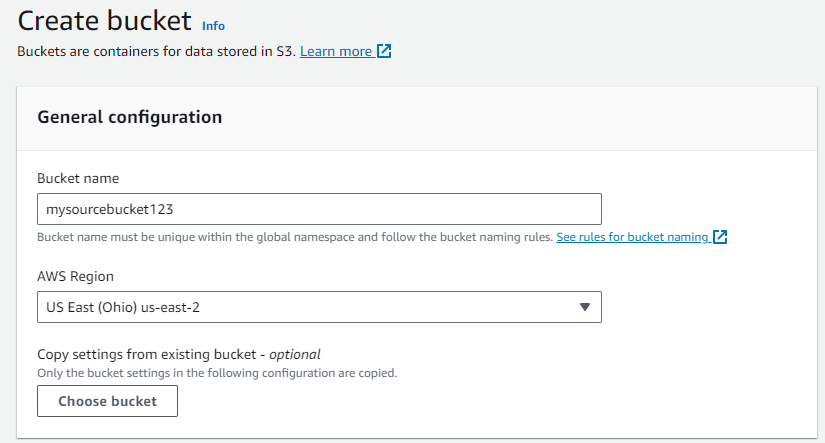 Create bucket Info
Buckets are containers for data stored in S3. Learn more
General configuration
Bucket name
mysourcebucket123
Bucket name must be unique within the global namespace and follow the bucket naming rules. See rules for bucket naming
AWS Region
US East (Ohio) us-east-2
Copy settings from existing bucket - optional
Only the bucket settings in the following configuration are copied.
Choose bucket